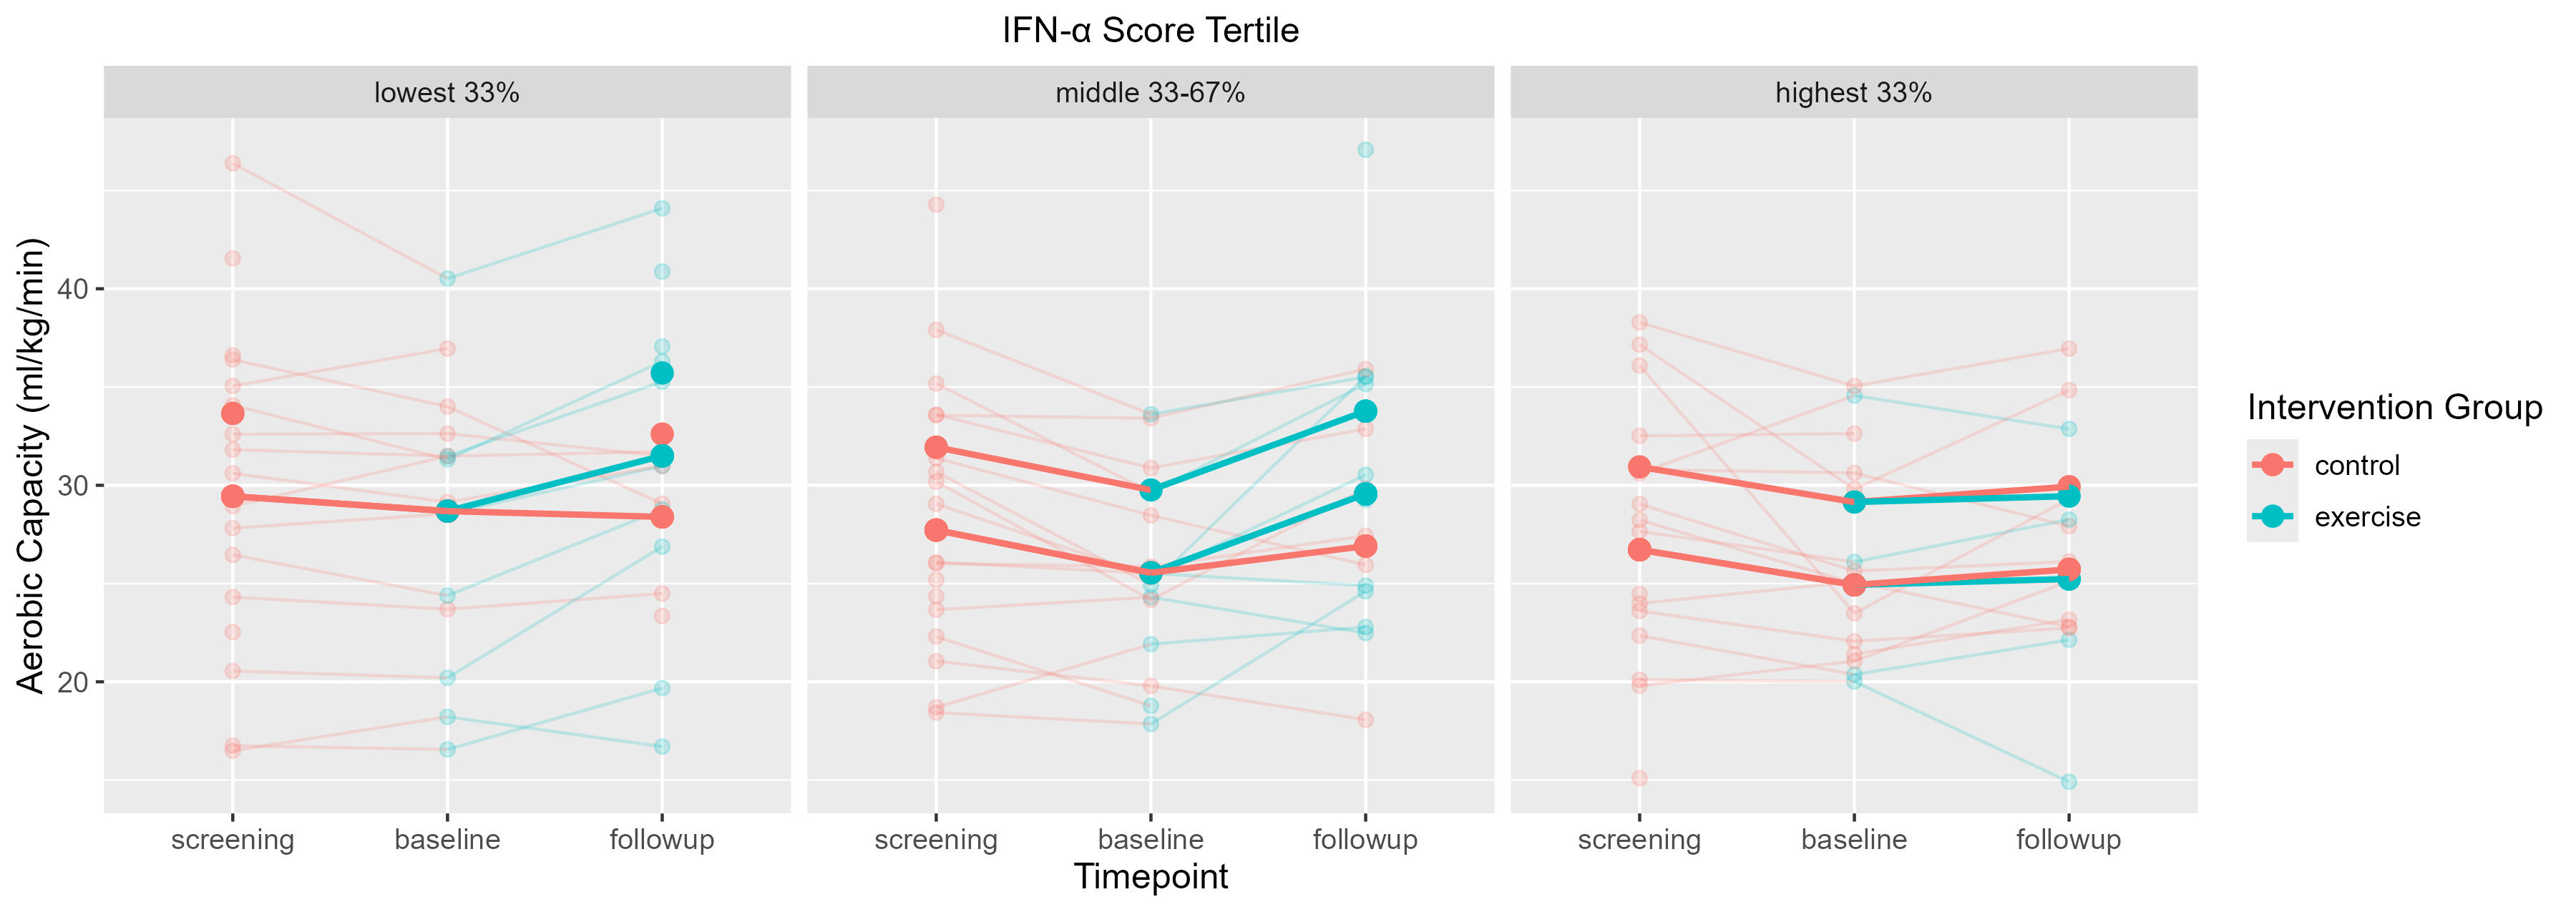 IFN-α Score Tertile
lowest 33%
middle 33-67%
highest 33%
Aerobic Capacity (ml/kg/min)
40
30
20
screening baseline followup
screening baseline followup
screening baseline followup
Timepoint
Intervention Group
control
exercise